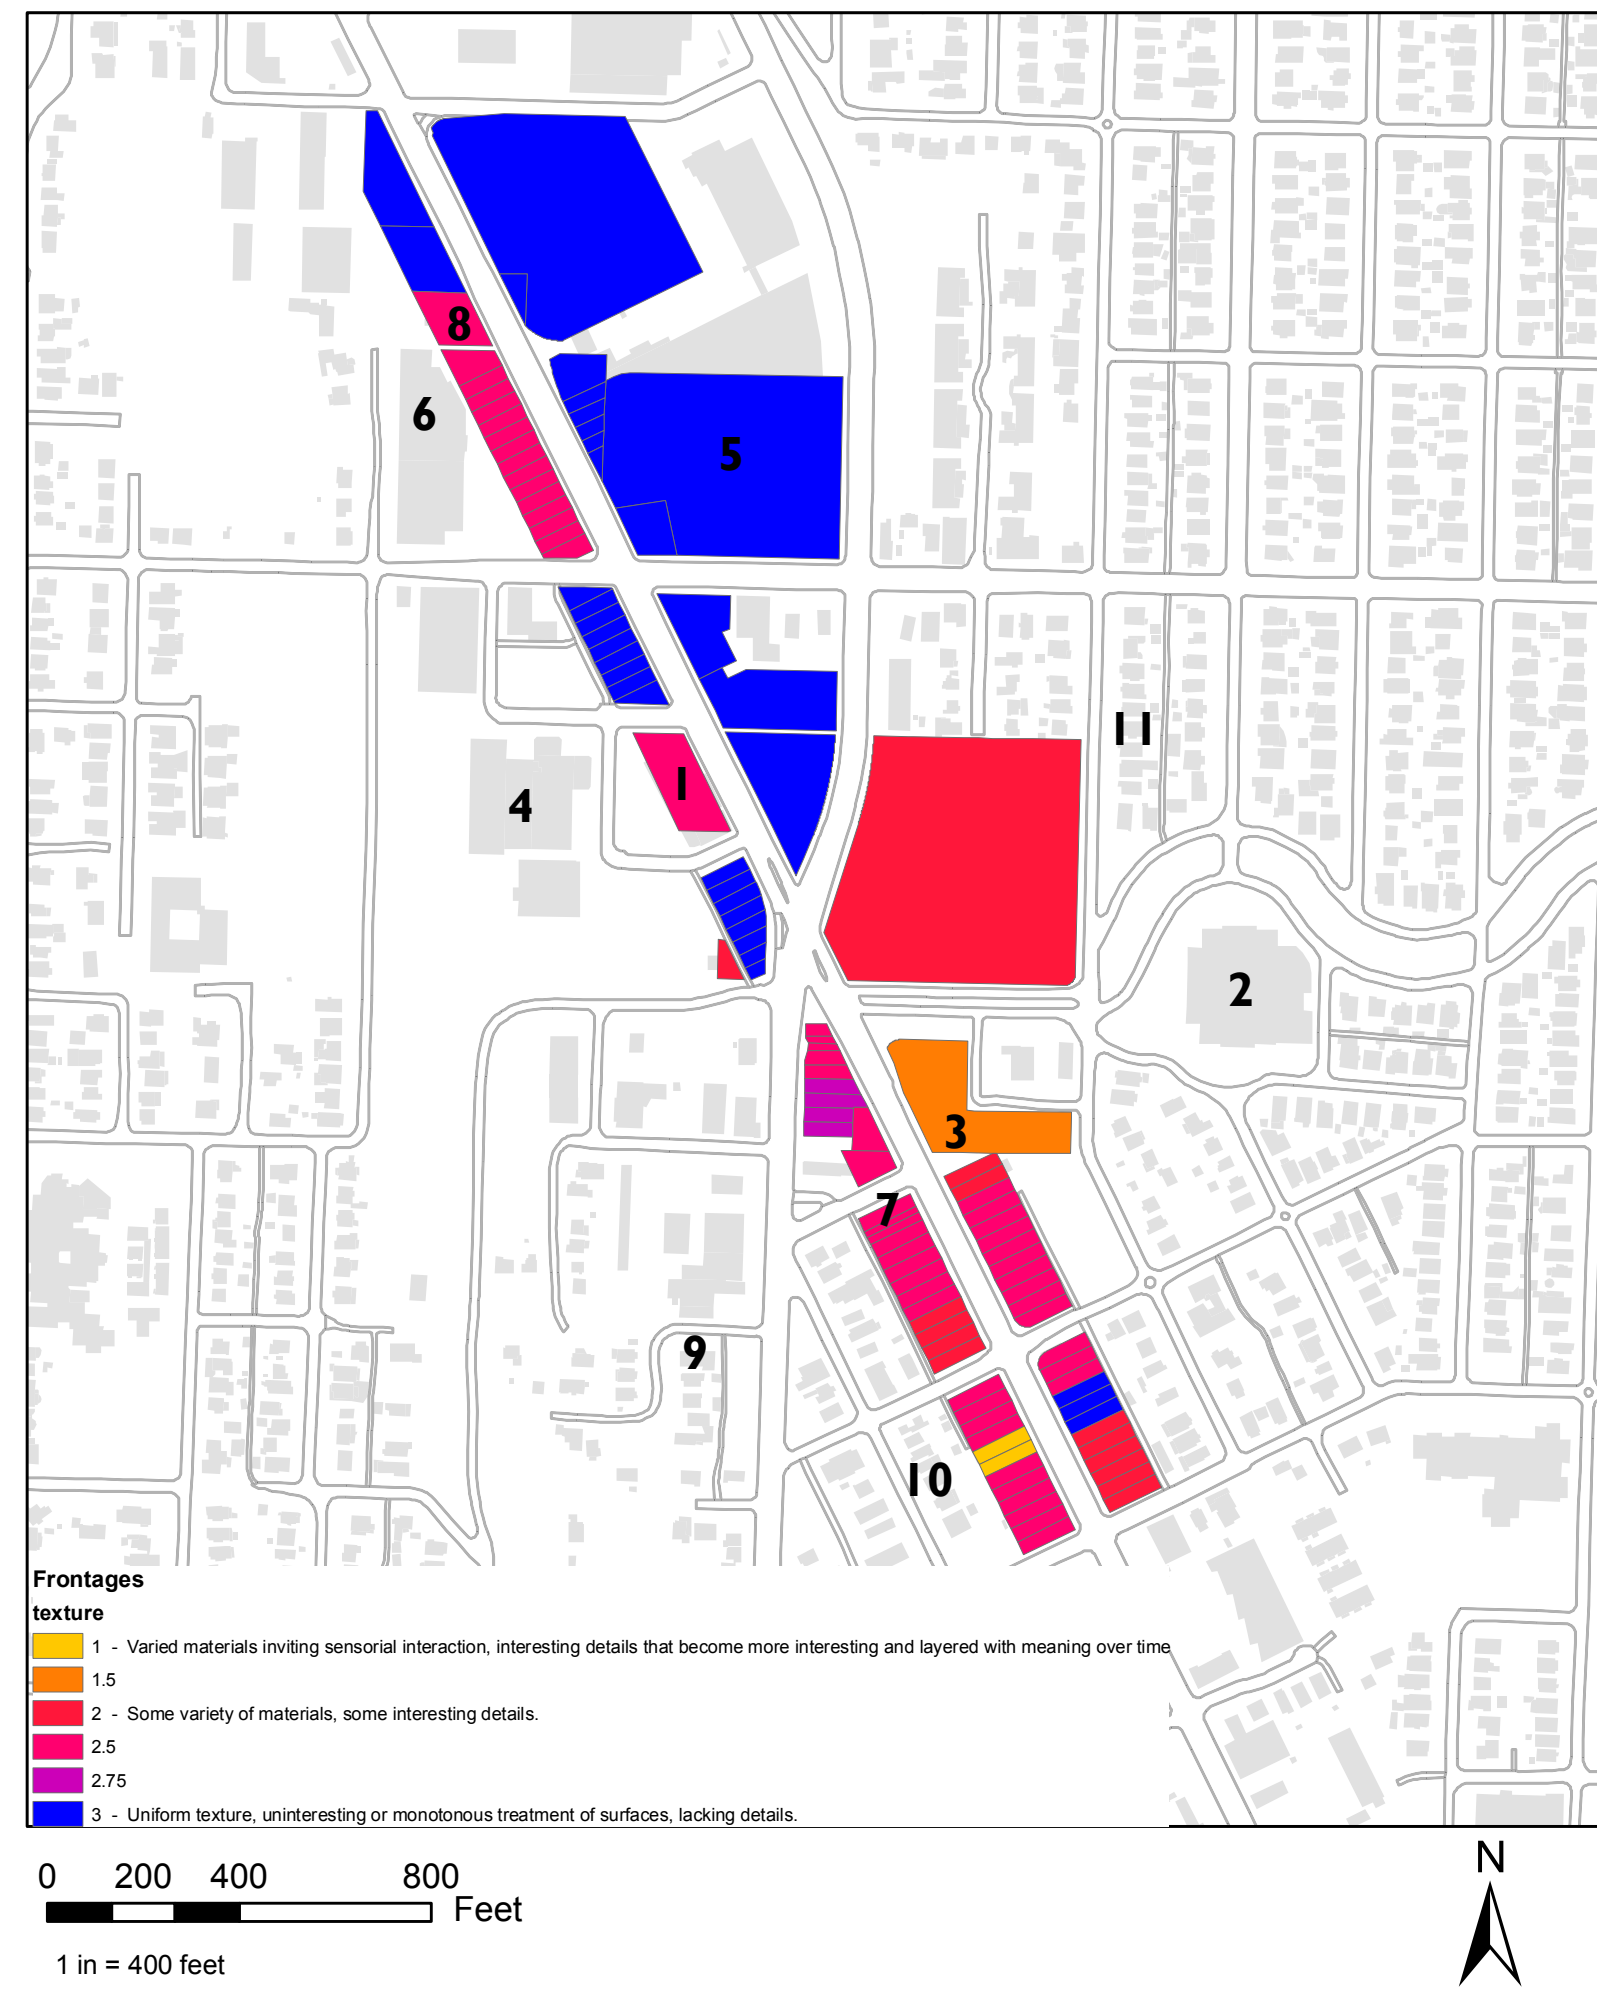 8
6
5
11
1
4
2
3
7
9
10
Frontages
texture
1 - Varied materials inviting sensorial interaction, interesting details that become more interesting and layered with meaning over time
1.5
2 - Some variety of materials, some interesting details.
2.5
2.75
3 - Uniform texture, uninteresting or monotonous treatment of surfaces, lacking details.
0 200 400 800
Feet
1 in = 400 feet
N